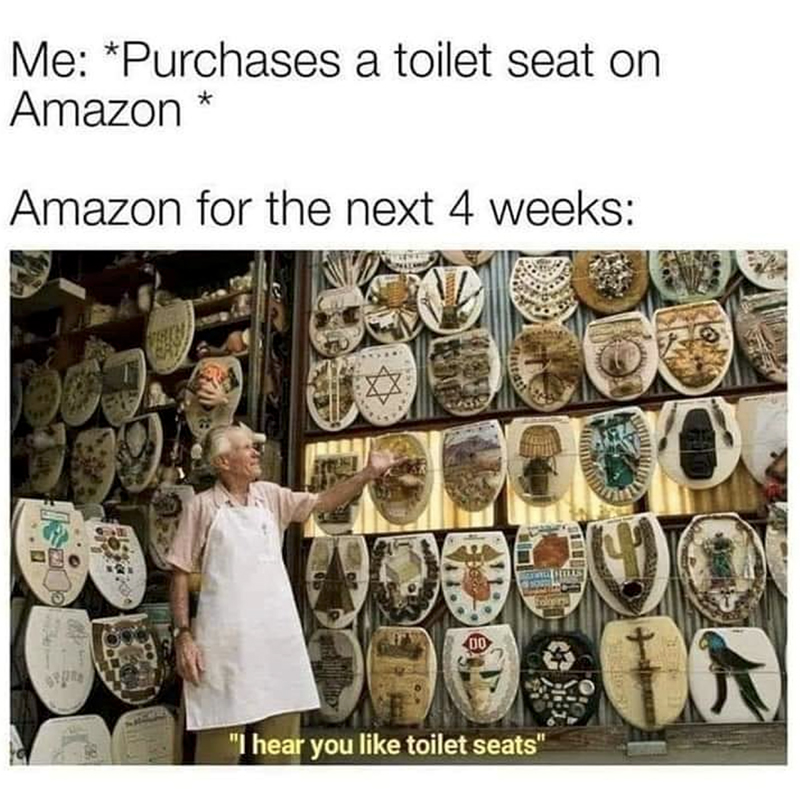 Me: *Purchases a toilet seat on
Amazon *
Amazon for the next 4 weeks:
"I hear you like toilet seats"